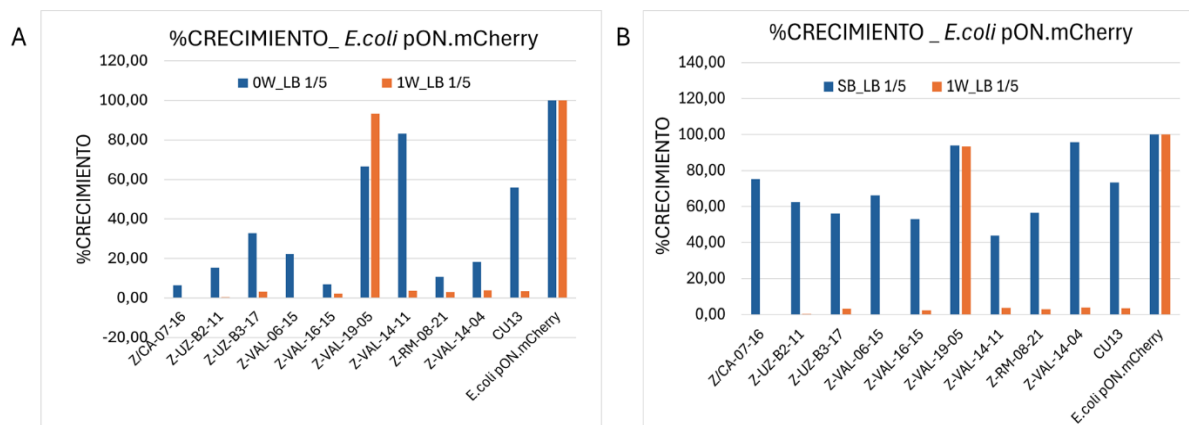 A
%CRECIMIENTO_ E.coli pON.mCherry
120,00
0W_LB 1/5
1W_LB 1/5
100,00
80,00
60,00
40,00
20,00
0,00
-20,00
%CRECIMIENTO
Z/CA-07-16
Z-UZ-B2-11
Z-UZ-B3-17
Z-VAL-06-15
Z-VAL-16-15
Z-VAL-19-05
Z-VAL-14-11
Z-RM-08-21
Z-VAL-14-04
CU13
E.coli pON.mCherry
B
%CRECIMIENTO _ E.coli pON.mCherry
140,00
120,00
SB_LB 1/5
1W_LB 1/5
100,00
80,00
60,00
40,00
20,00
0,00
%CRECIMIENTO
Z/CA-07-16
Z-UZ-B2-11
Z-UZ-B3-17
Z-VAL-06-15
Z-VAL-16-15
Z-VAL-19-05
Z-VAL-14-11
Z-RM-08-21
Z-VAL-14-04
CU13
E.coli pON.mCherry